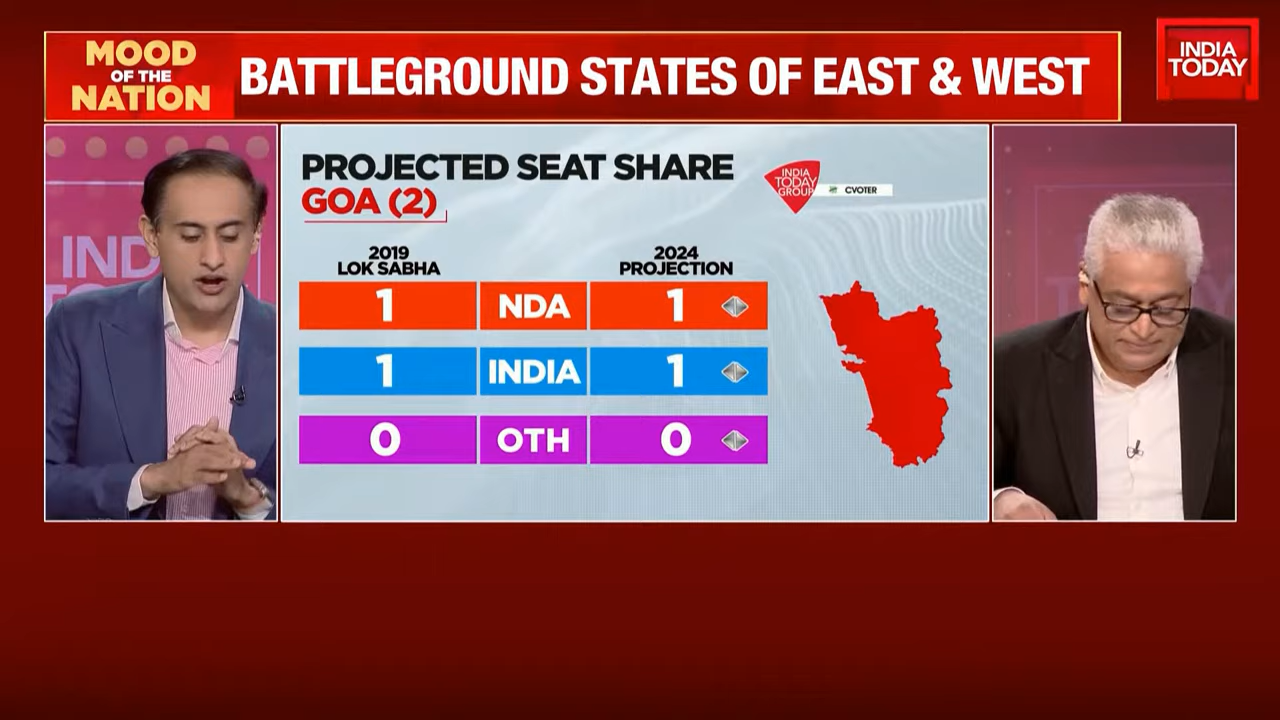 MOOD
OF THE
NATION
BATTLEGROUND STATES OF EAST & WEST
INDIA
TODAY
PROJECTED SEAT SHARE
GOA (2)
INDIA
TODAY
GROUP
CVOTER
2019
LOK SABHA
2024
PROJECTION
1 NDA 1
1 INDIA 1
0 OTH 0
IND